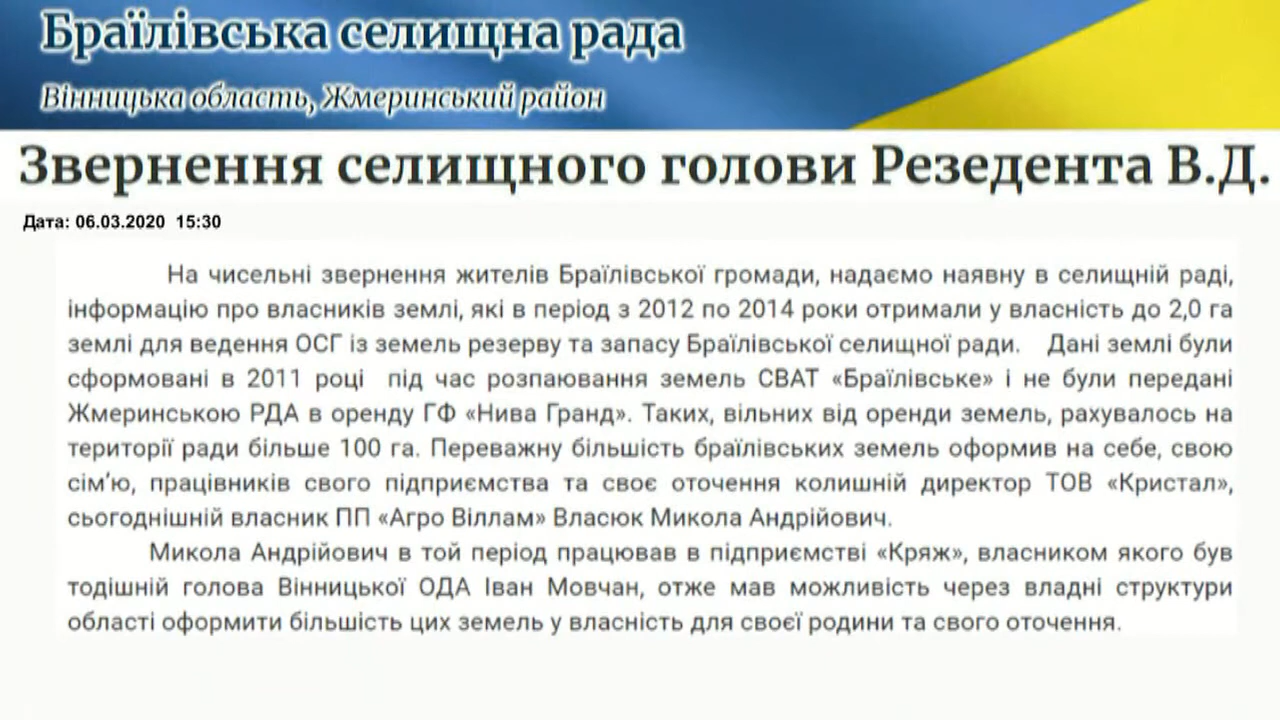 Браїлівська селищна рада
Вінницька область, Жмеринський район
Звернення селищного голови Резедента В.Д.
Дата: 06.03.2020 15:30
На чисельні звернення жителів Браїлівської громади, надаємо наявну в селищній раді,
інформацію про власників землі, які в період з 2012 по 2014 роки отримали у власність до 2,0 га
землі для ведення ОСГ із земель резерву та запасу Браїлівської селищної ради. Дані землі були
сформовані в 2011 році під час розпаювання земель СВАТ «Браїлівське» і не були передані
Жмеринською РДА в оренду ГФ «Нива Гранд». Таких, вільних від оренди земель, рахувалось на
території ради більше 100 га. Переважну більшість браїлівських земель оформив на себе, свою
сім’ю, працівників свого підприємства та своє оточення колишній директор ТОВ «Кристал»,
сьогоднішній власник ПП «Агро Віллам» Власюк Микола Андрійович.
Микола Андрійович в той період працював в підприємстві «Кряж», власником якого був
тодішній голова Вінницької ОДА Іван Мовчан, отже мав можливість через владні структури
області оформити більшість цих земель у власність для своєї родини та свого оточення.